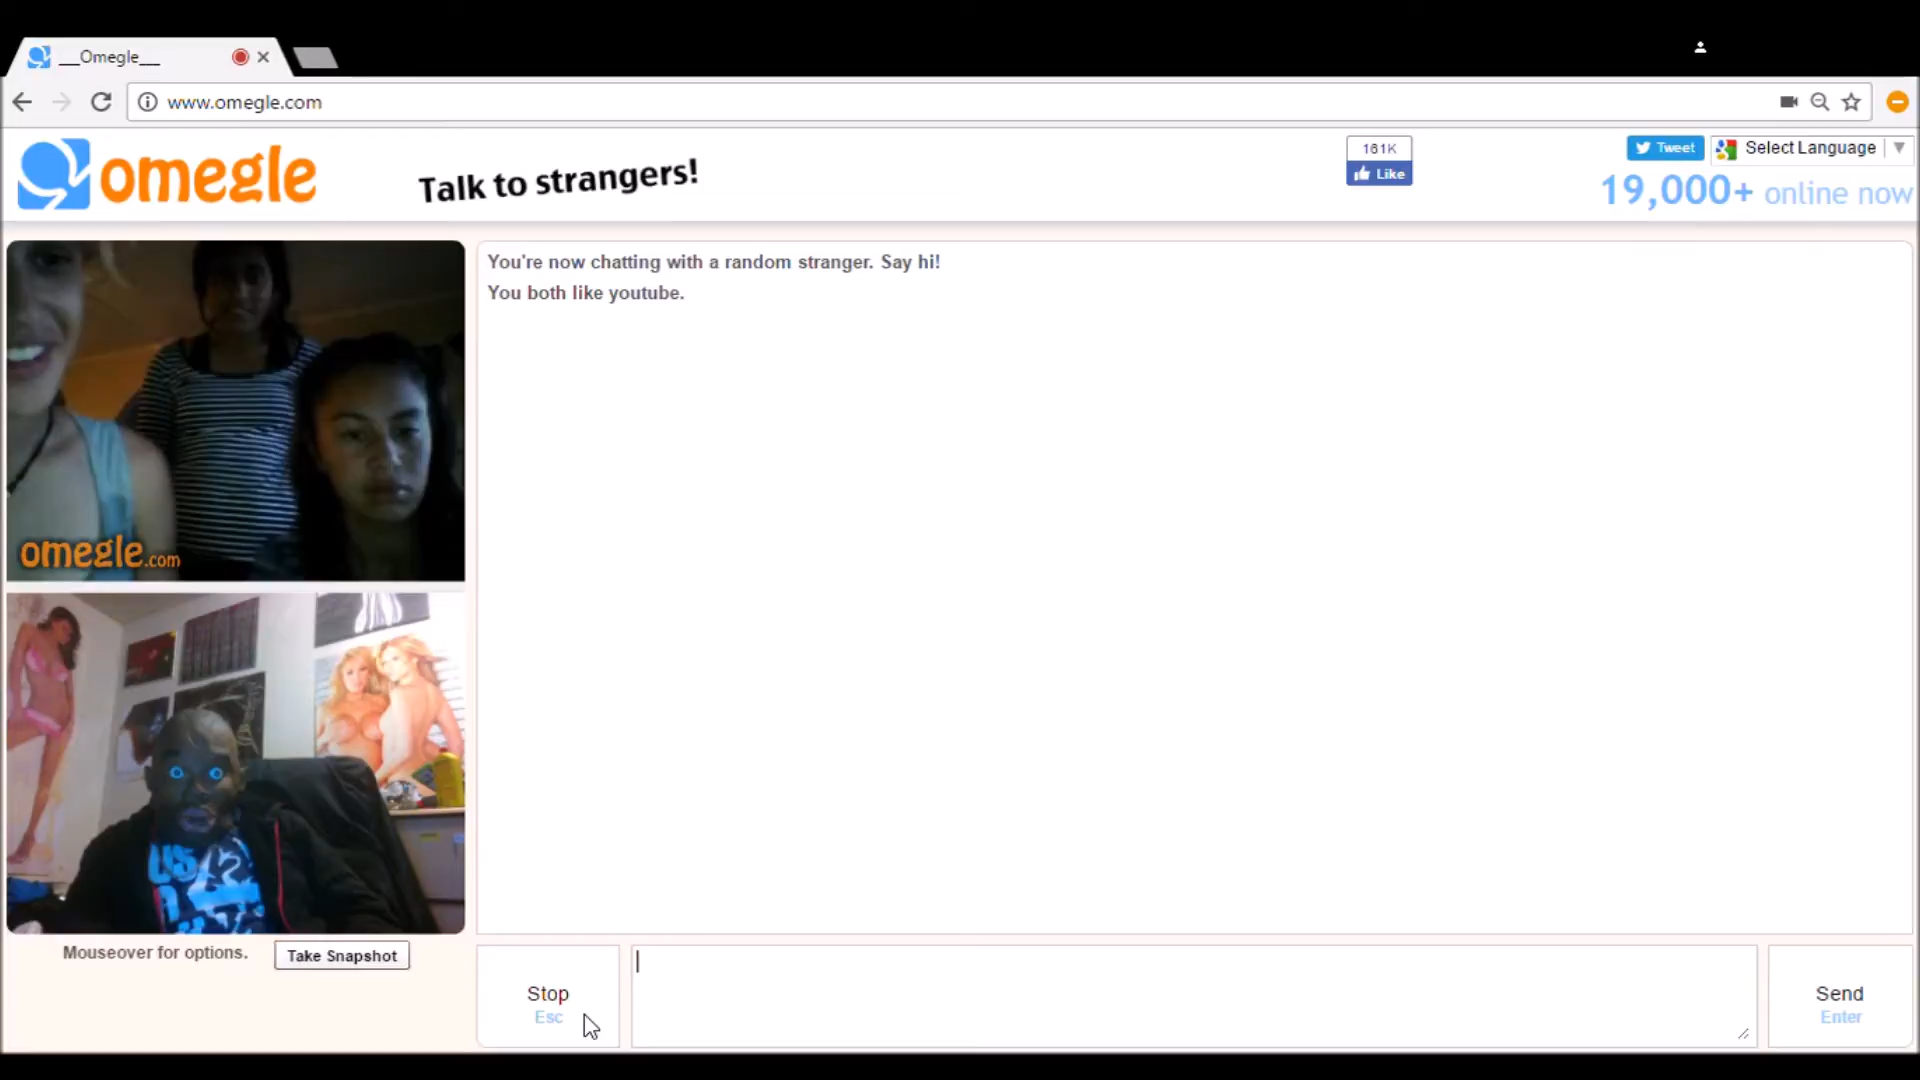 __Omegle__
www.omegle.com
omegle
Talk to strangers!
161K
Like
Tweet
Select Language
19,000+ online now
You're now chatting with a random stranger. Say hi!
You both like youtube.
omegle.com
Mouseover for options.
Take Snapshot
Stop
Esc
Send
Enter